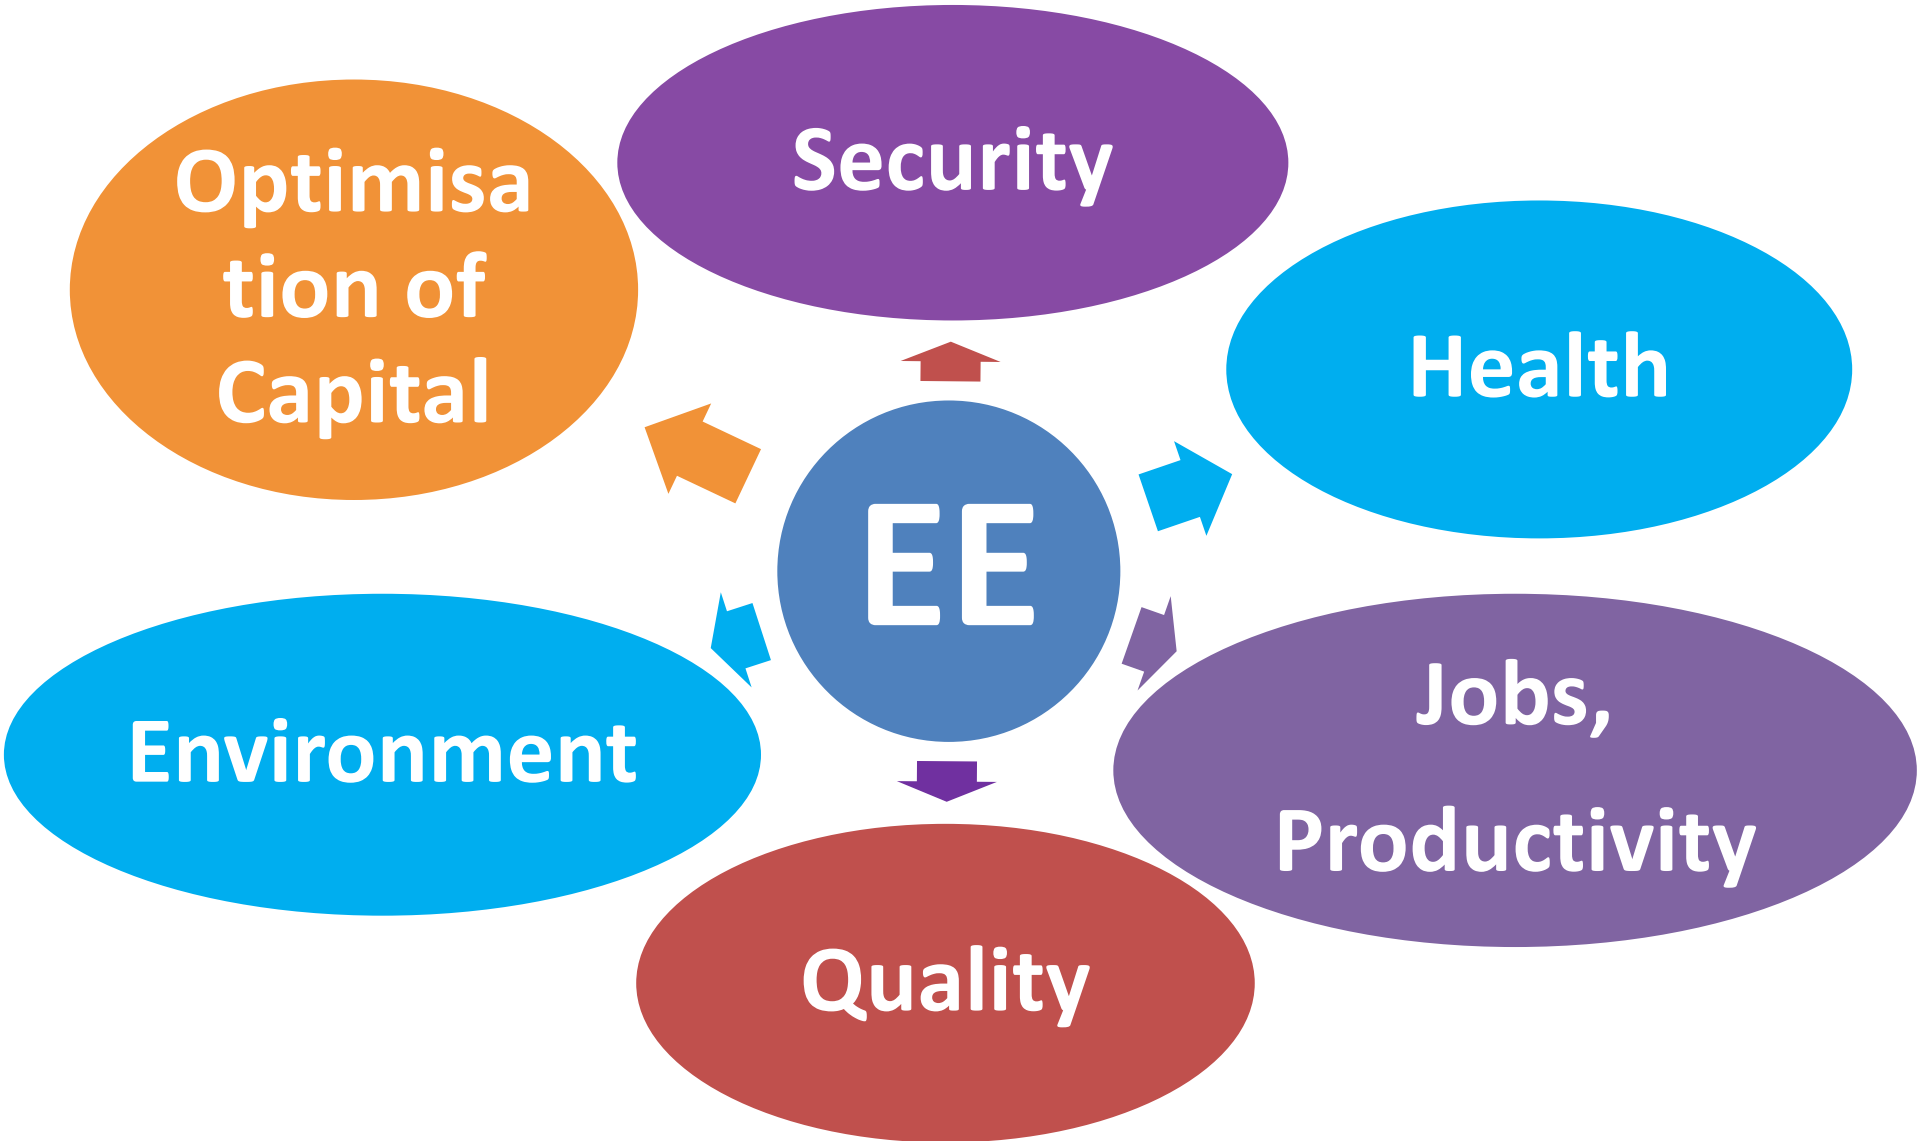 Security
Optimisa
tion of
Capital
Health
EE
Environment
Jobs,
Productivity
Quality